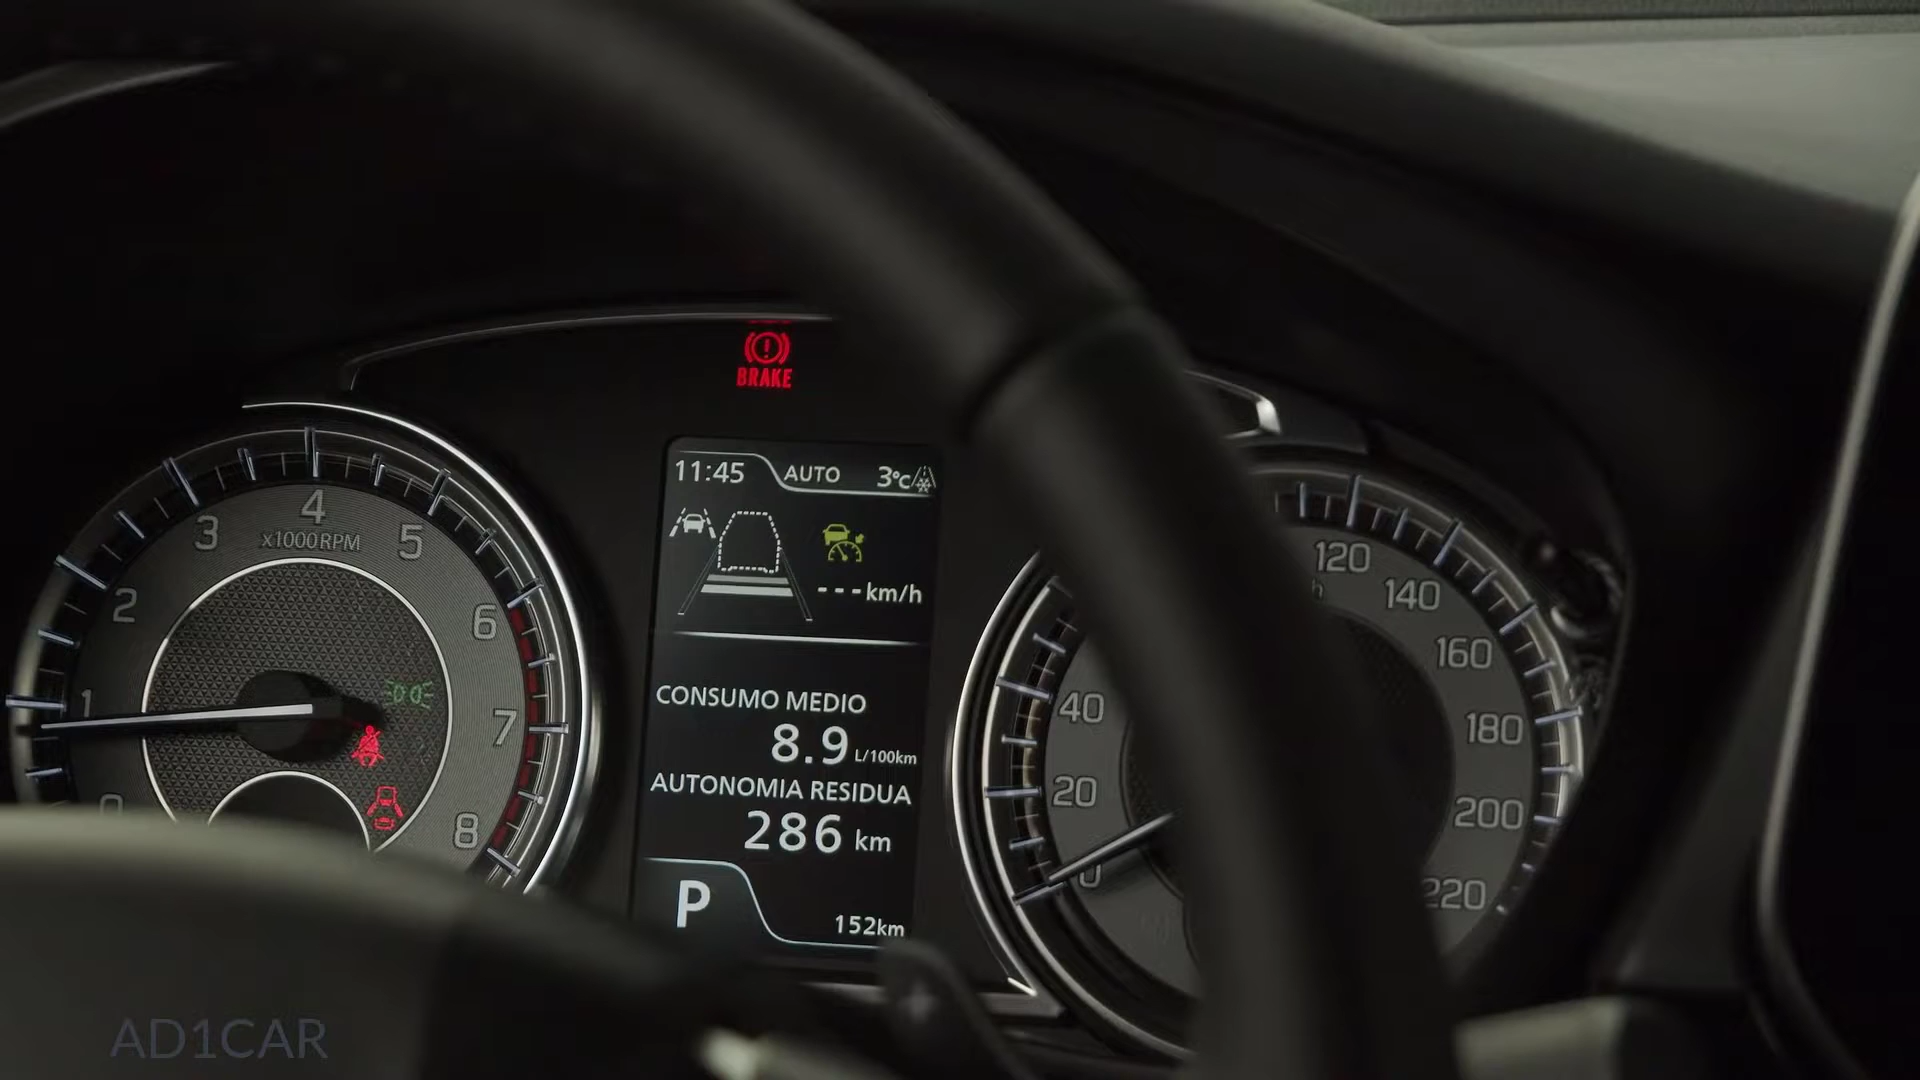 BRAKE
11:45 AUTO 3°C
---km/h
CONSUMO MEDIO
8.9 L/100km
AUTONOMIA RESIDUA
286 km
P
152km
1
2
3
4
5
6
7
8
x1000RPM
0
20
40
120
140
160
180
200
220
AD1CAR